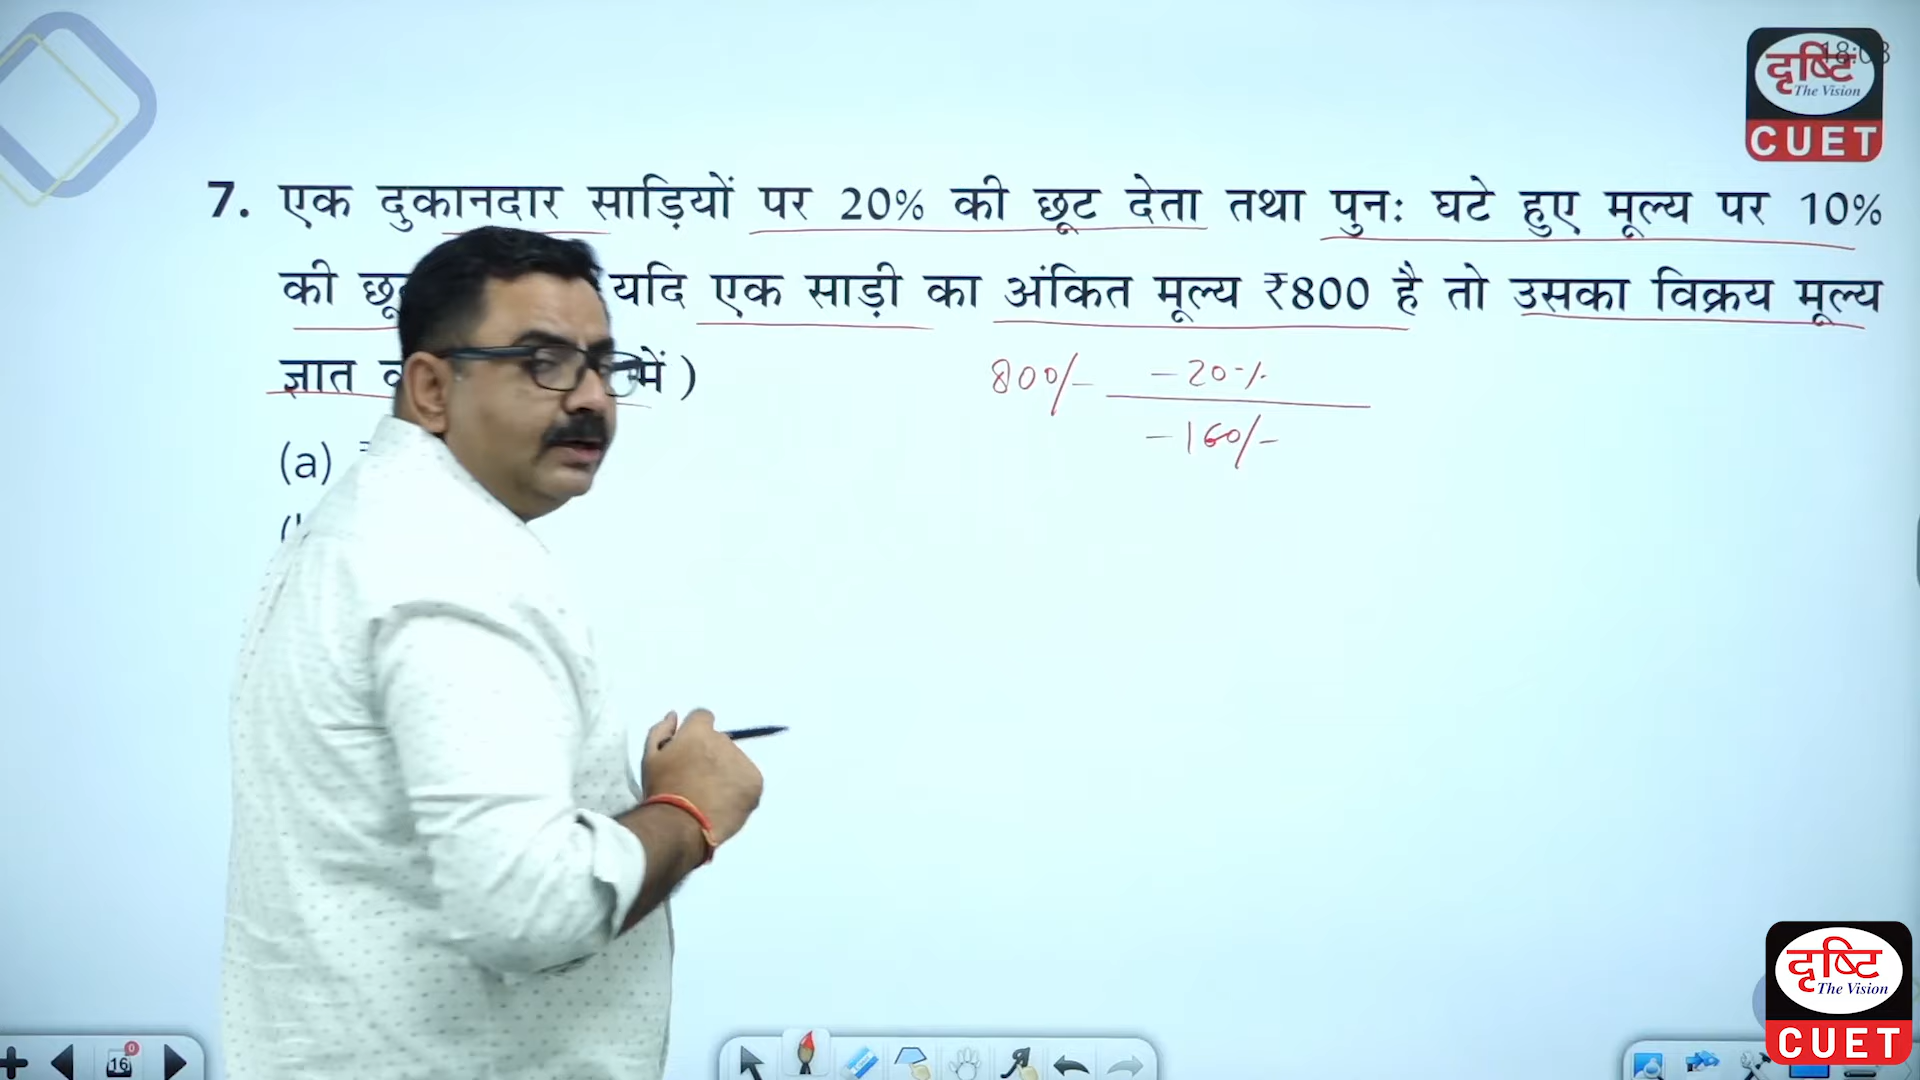 दृष्टि
The Vision
CUET
7. एक दुकानदार साड़ियों पर 20% की छूट देता तथा पुनः घटे हुए मूल्य पर 10%
की यदि एक साड़ी का अंकित मूल्य ₹800 है तो उसका विक्रय मूल्य
ज्ञात में )
800/- -20%
-160/-
(a)
16
0
दृष्टि
The Vision
CUET